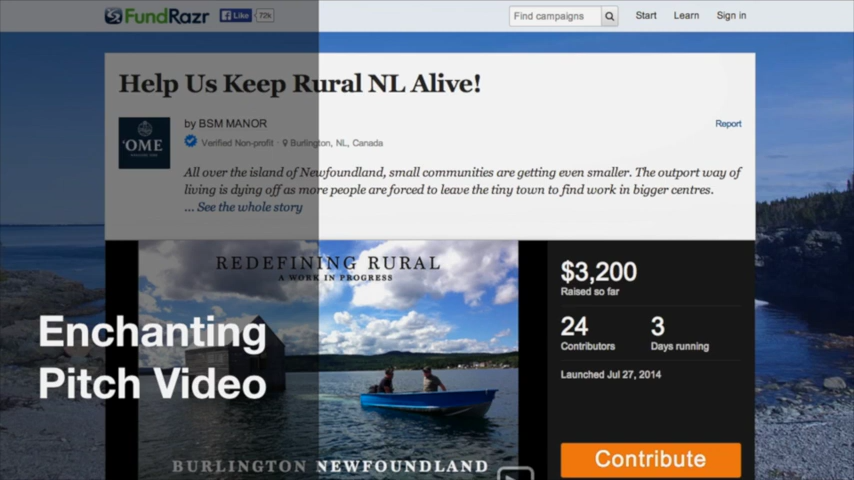 FundRazr
Like
72k
Find campaigns
Start
Learn
Sign in
Help Us Keep Rural NL Alive!
'OME
by BSM MANOR
Report
Verified Non-profit
Burlington, NL, Canada
All over the island of Newfoundland, small communities are getting even smaller. The outport way of
living is dying off as more people are forced to leave the tiny town to find work in bigger centres.
... See the whole story
REDEFINING RURAL
A WORK IN PROGRESS
$3,200
Raised so far
24
3
Contributors
Days running
Launched Jul 27, 2014
Enchanting
Pitch Video
BURLINGTON NEWFOUNDLAND
Contribute